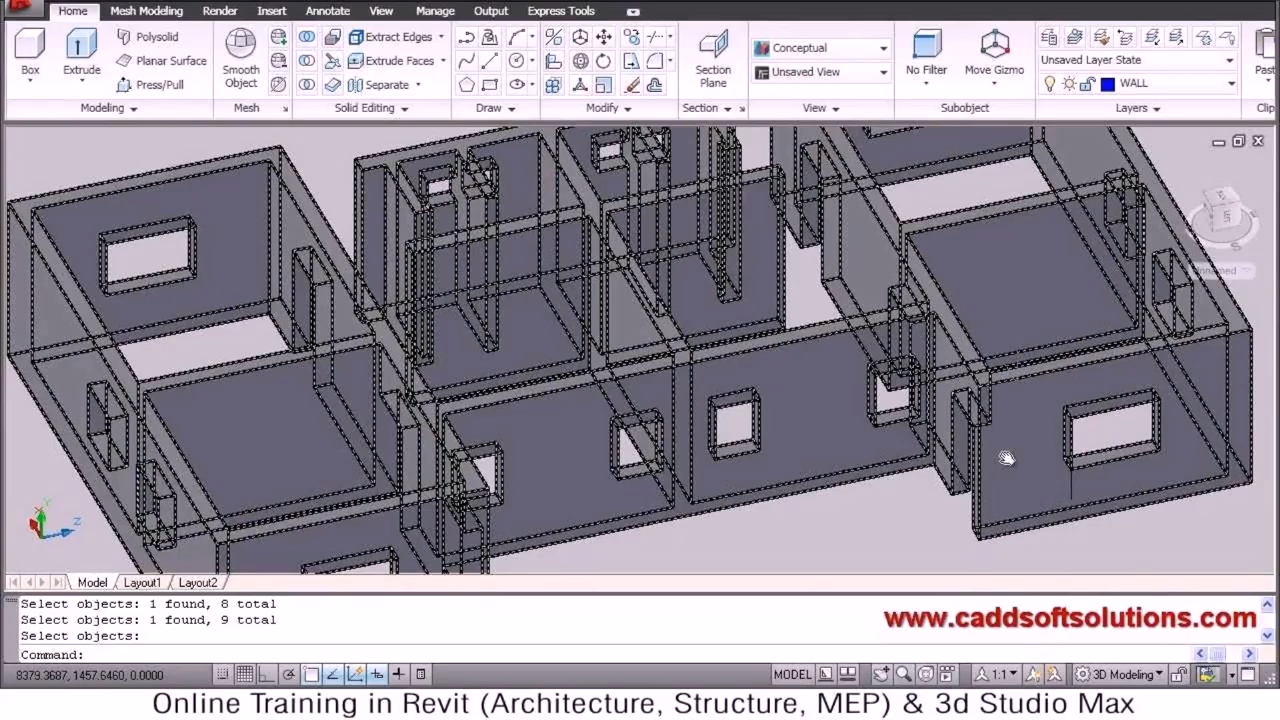 Home Mesh Modeling Render Insert Annotate View Manage Output Express Tools
Polysolid
Planar Surface
Press/Pull
Box
Extrude
Smooth
Object
Extract Edges
Extrude Faces
Separate
Section
Plane
Conceptual
Unsaved View
No Filter
Move Gizmo
Unsaved Layer State
WALL
Past
Modeling Mesh Solid Editing Draw Modify Section View Subobject Layers Clip
Unnamed
Y
Z
Model Layout1 Layout2
Select objects: 1 found, 8 total
Select objects: 1 found, 9 total
Select objects:
Command:
www.caddsoftsolutions.com
8379.3687, 1457.6460, 0.0000
MODEL
1:1
3D Modeling
Online Training in Revit (Architecture, Structure, MEP) & 3d Studio Max